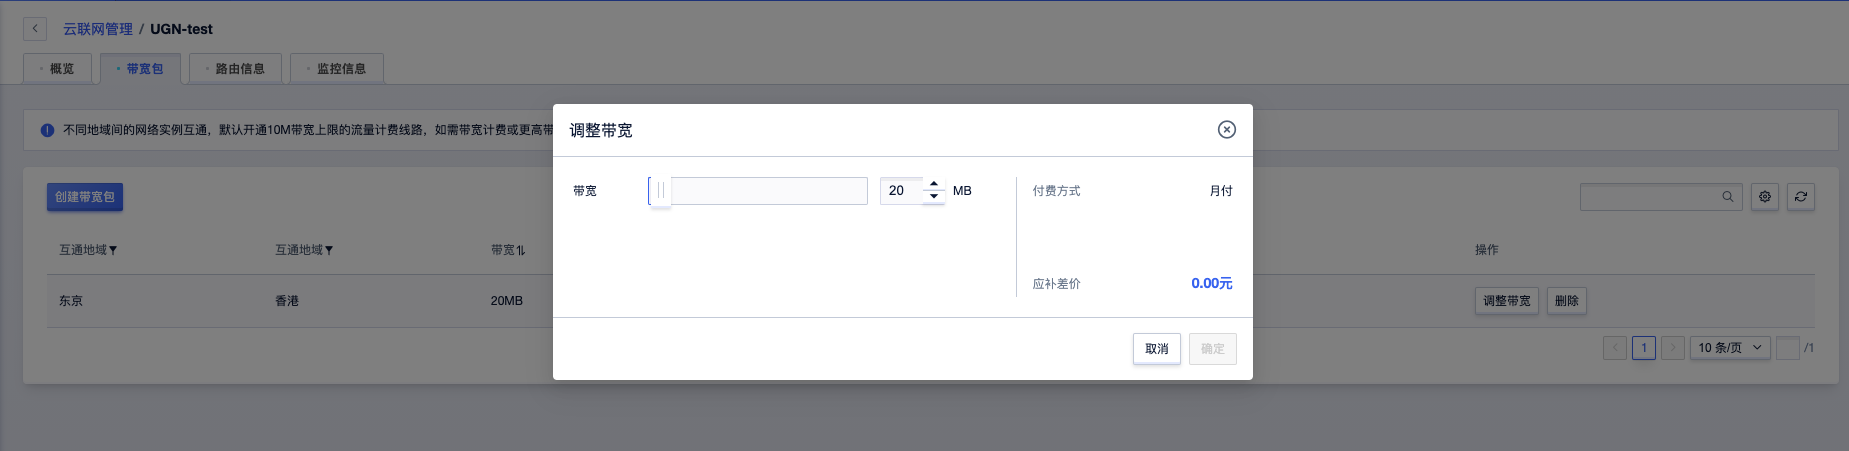 云联网管理 / UGN-test
概览 带宽包 路由信息 监控信息
不同地域间的网络实例互通，默认开通10M带宽上限的流量计费线路，如需带宽计费或更高带
调整带宽
带宽 20 MB 付费方式 月付
创建带宽包
互通地域 互通地域 带宽 操作
应补差价 0.00元
东京 香港 20MB 调整带宽 删除
取消 确定
1 10 条/页 /1